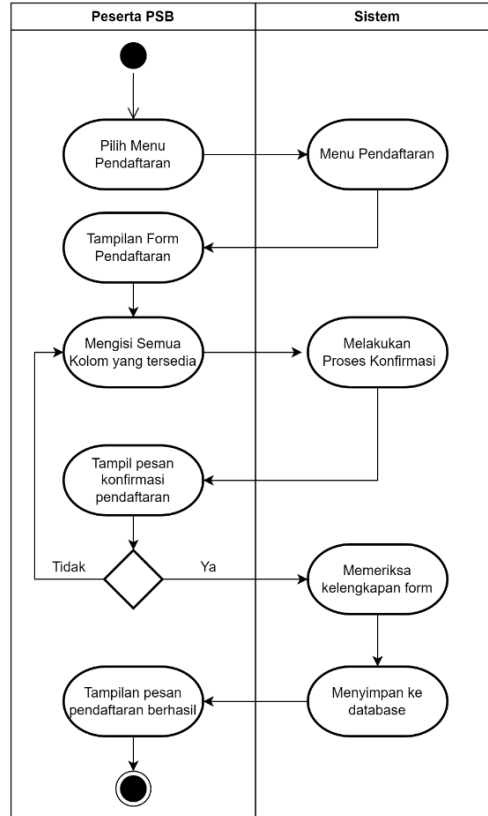 Peserta PSB
Sistem
Pilih Menu
Pendaftaran
Menu Pendaftaran
Tampilan Form
Pendaftaran
Mengisi Semua
Kolom yang tersedia
Melakukan
Proses Konfirmasi
Tampil pesan
konfirmasi
pendaftaran
Tidak
Ya
Memeriksa
kelengkapan form
Tampilan pesan
pendaftaran berhasil
Menyimpan ke
database